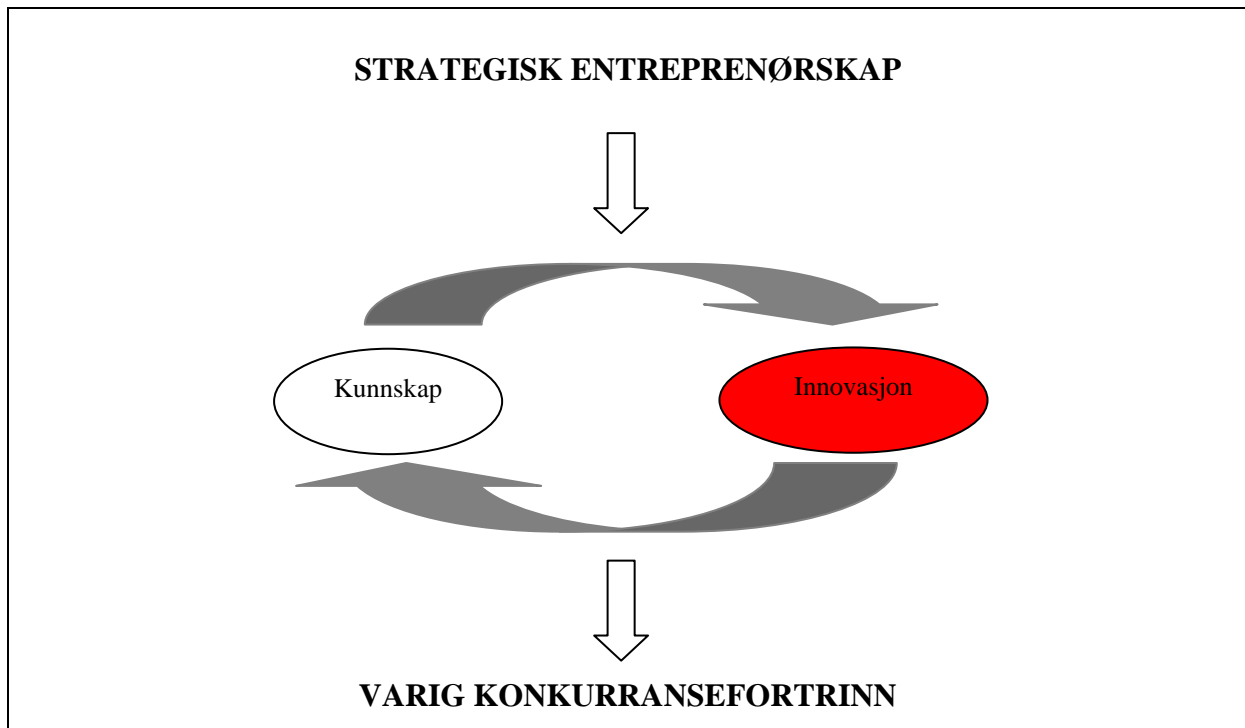 STRATEGISK ENTREPRENØRSKAP
Kunnskap
Innovasjon
VARIG KONKURRANSEFORTRINN